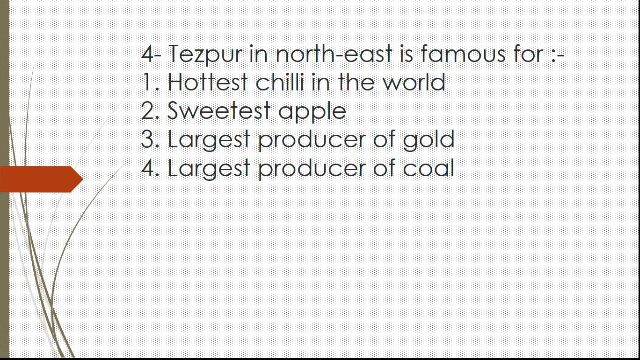 4- Tezpur in north-east is famous for :-
1. Hottest chilli in the world
2. Sweetest apple
3. Largest producer of gold
4. Largest producer of coal